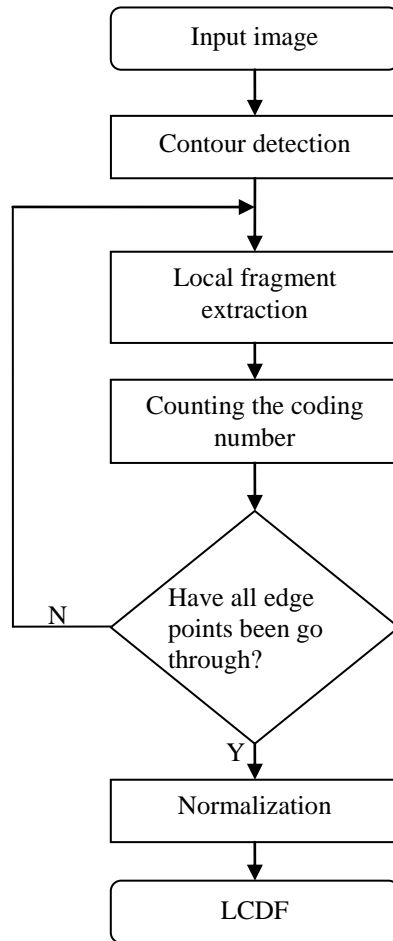 Input image
Contour detection
Local fragment
extraction
Counting the coding
number
Have all edge
points been go
through?
N
Y
Normalization
LCDF